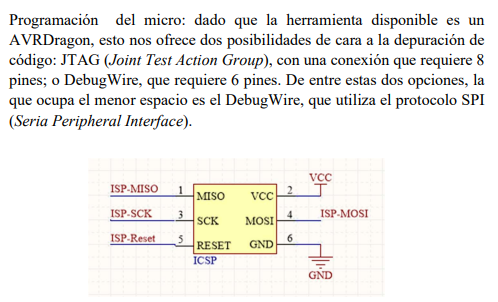 Programación del micro: dado que la herramienta disponible es un
AVRDragon, esto nos ofrece dos posibilidades de cara a la depuración de
código: JTAG (Joint Test Action Group), con una conexión que requiere 8
pines; o DebugWire, que requiere 6 pines. De entre estas dos opciones, la
que ocupa el menor espacio es el DebugWire, que utiliza el protocolo SPI
(Seria Peripheral Interface).
VCC
ISP-MISO 1 MISO VCC 2
ISP-SCK 3 SCK MOSI 4 ISP-MOSI
ISP-Reset 5 RESET GND 6
ICSP
GND